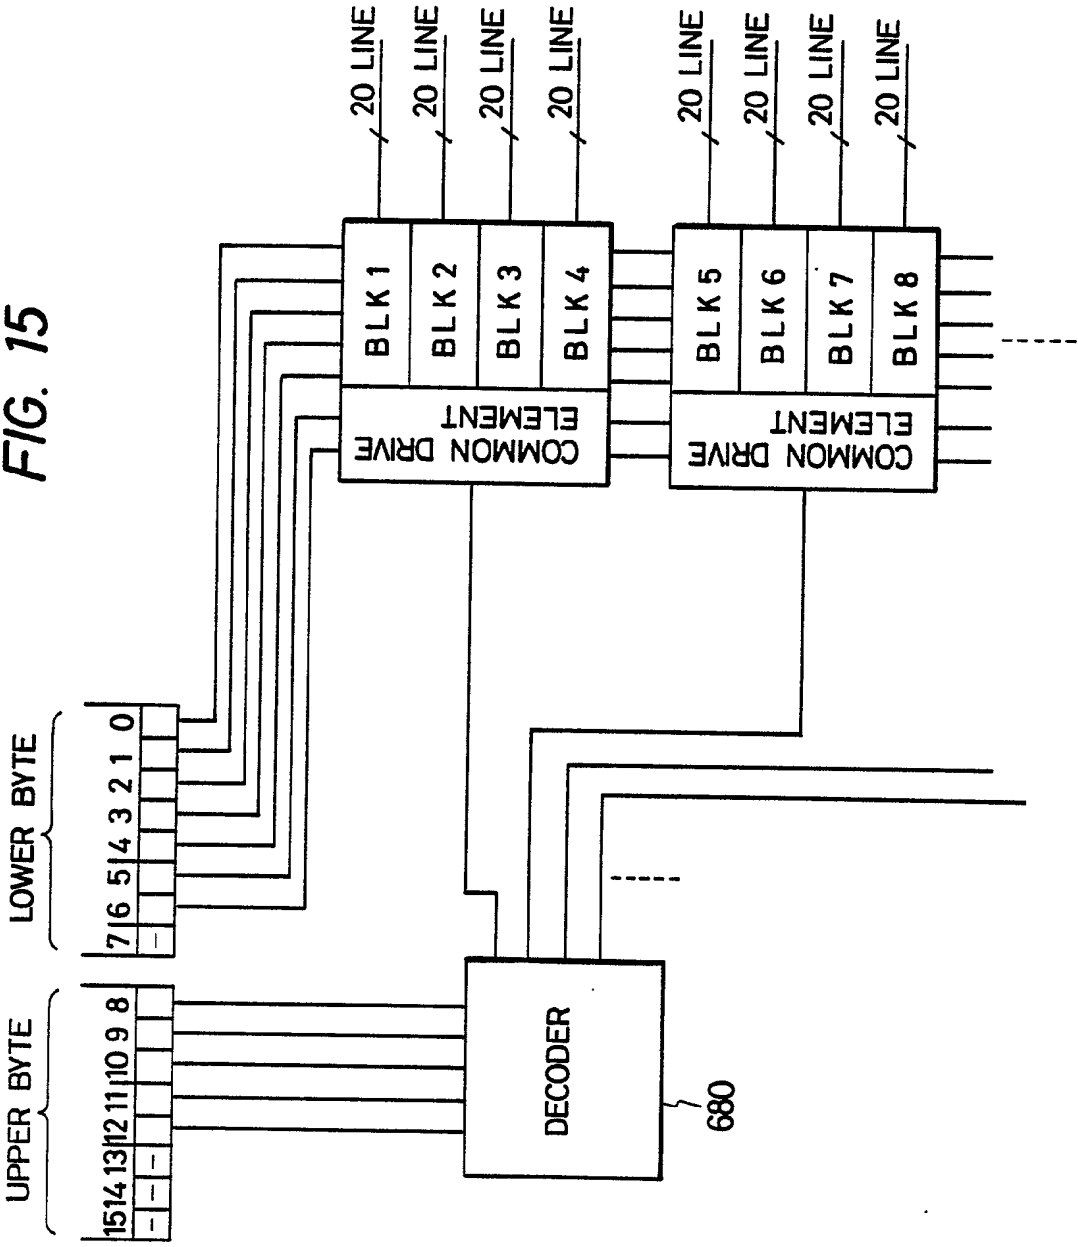 FIG. 15
UPPER BYTE
LOWER BYTE
15 14 13 12 11 10 9 8
7 6 5 4 3 2 1 0
- - -
-
DECODER
680
COMMON DRIVE
ELEMENT
BLK 1
BLK 2
BLK 3
BLK 4
20 LINE
20 LINE
20 LINE
20 LINE
COMMON DRIVE
ELEMENT
BLK 5
BLK 6
BLK 7
BLK 8
20 LINE
20 LINE
20 LINE
20 LINE